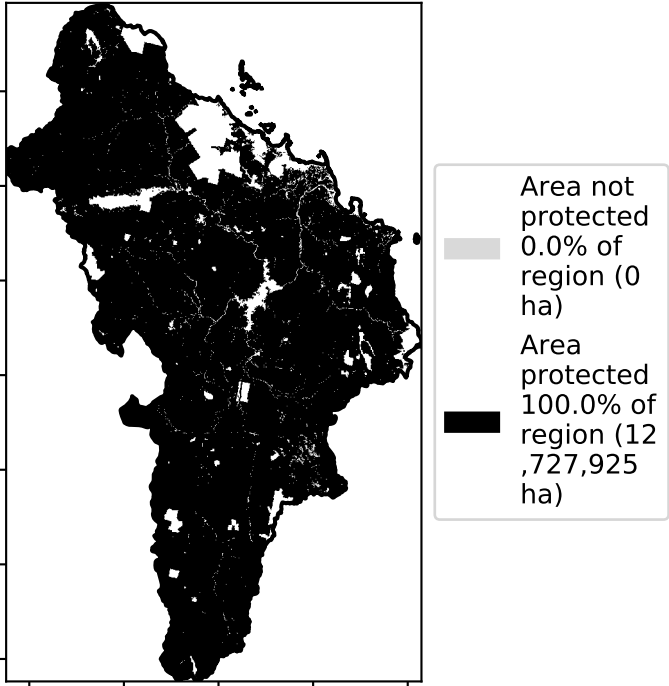 Area not
protected
0.0% of
region (0
ha)
Area
protected
100.0% of
region (12
,727,925
ha)